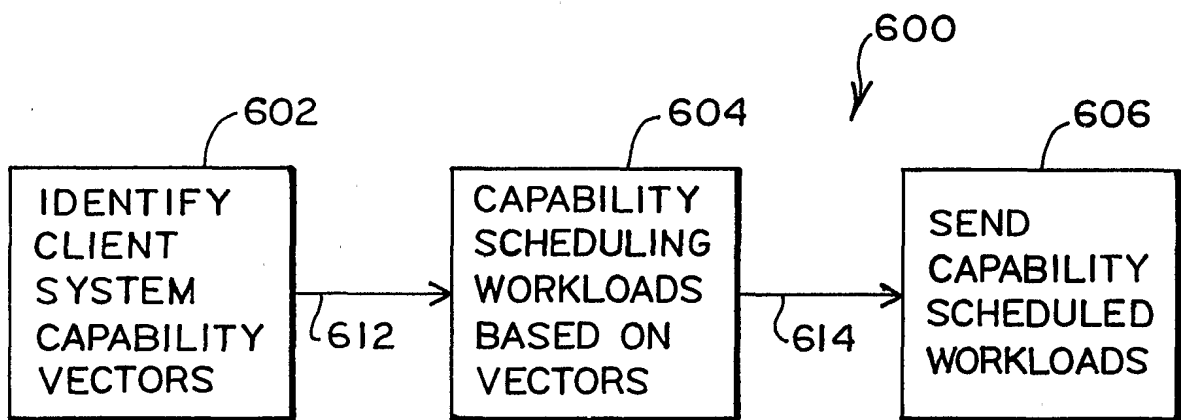 600
602
604
606
IDENTIFY
CLIENT
SYSTEM
CAPABILITY
VECTORS
612
CAPABILITY
SCHEDULING
WORKLOADS
BASED ON
VECTORS
614
SEND
CAPABILITY
SCHEDULED
WORKLOADS